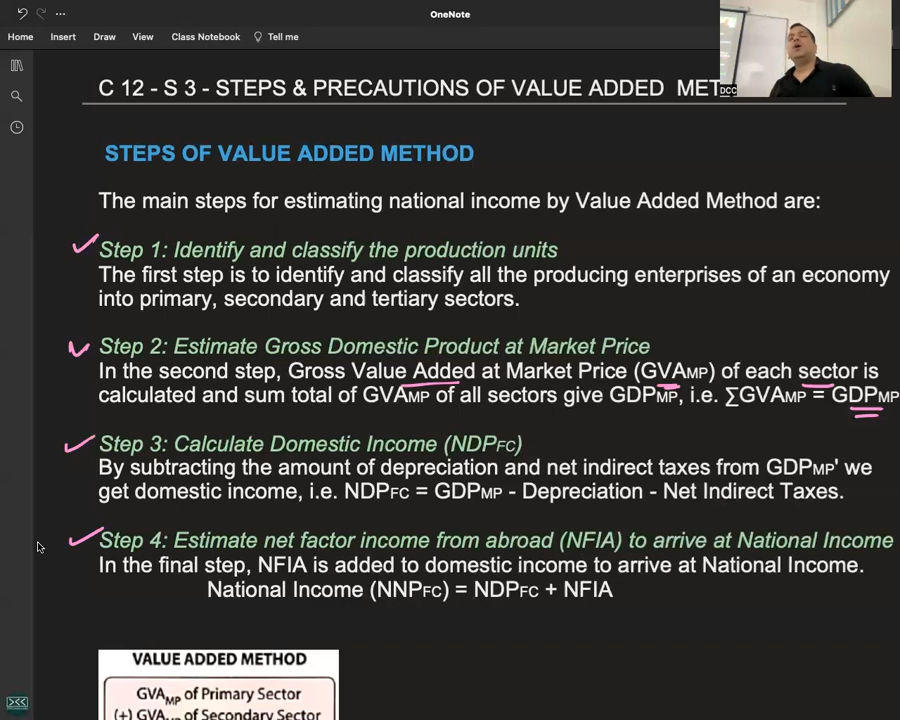 OneNote
Home Insert Draw View Class Notebook Tell me
DCC
C 12 - S 3 - STEPS & PRECAUTIONS OF VALUE ADDED MET
STEPS OF VALUE ADDED METHOD
The main steps for estimating national income by Value Added Method are:
Step 1: Identify and classify the production units
The first step is to identify and classify all the producing enterprises of an economy
into primary, secondary and tertiary sectors.
Step 2: Estimate Gross Domestic Product at Market Price
In the second step, Gross Value Added at Market Price (GVAMP) of each sector is
calculated and sum total of GVAMP of all sectors give GDPMP, i.e. ∑GVAMP = GDPMP
Step 3: Calculate Domestic Income (NDPFC)
By subtracting the amount of depreciation and net indirect taxes from GDPMP' we
get domestic income, i.e. NDPFC = GDPMP - Depreciation - Net Indirect Taxes.
Step 4: Estimate net factor income from abroad (NFIA) to arrive at National Income
In the final step, NFIA is added to domestic income to arrive at National Income.
National Income (NNPFC) = NDPFC + NFIA
VALUE ADDED METHOD
GVAMP of Primary Sector
(+) GVAMP of Secondary Sector